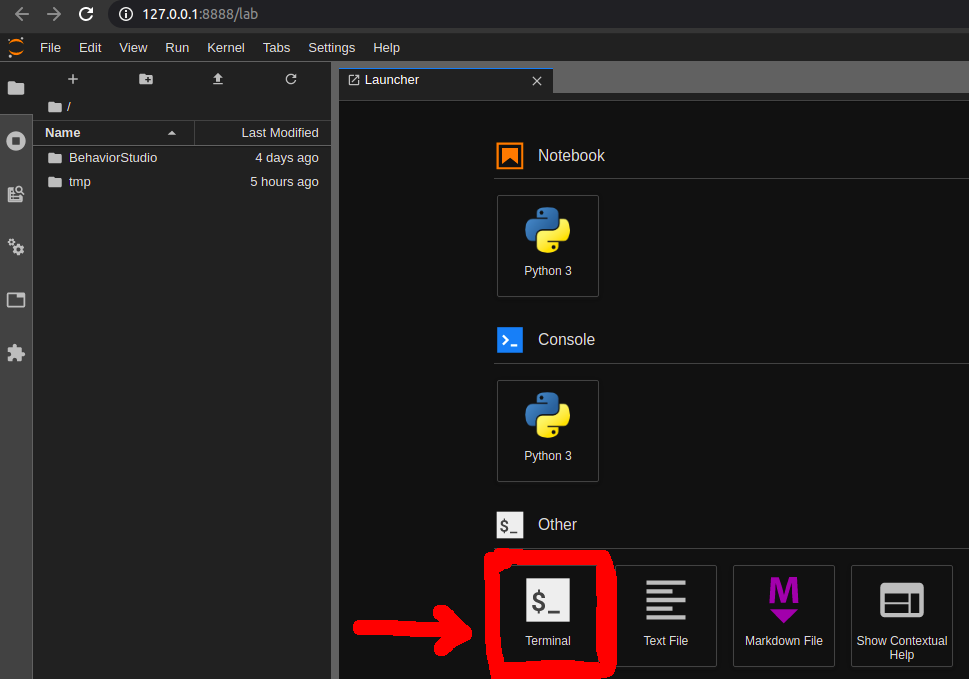 127.0.0.1:8888/lab
File Edit View Run Kernel Tabs Settings Help
Launcher
/
Name Last Modified
BehaviorStudio 4 days ago
tmp 5 hours ago
Notebook
Python 3
Console
Python 3
$_ Other
$_
Terminal
Text File
M
Markdown File
Show Contextual
Help